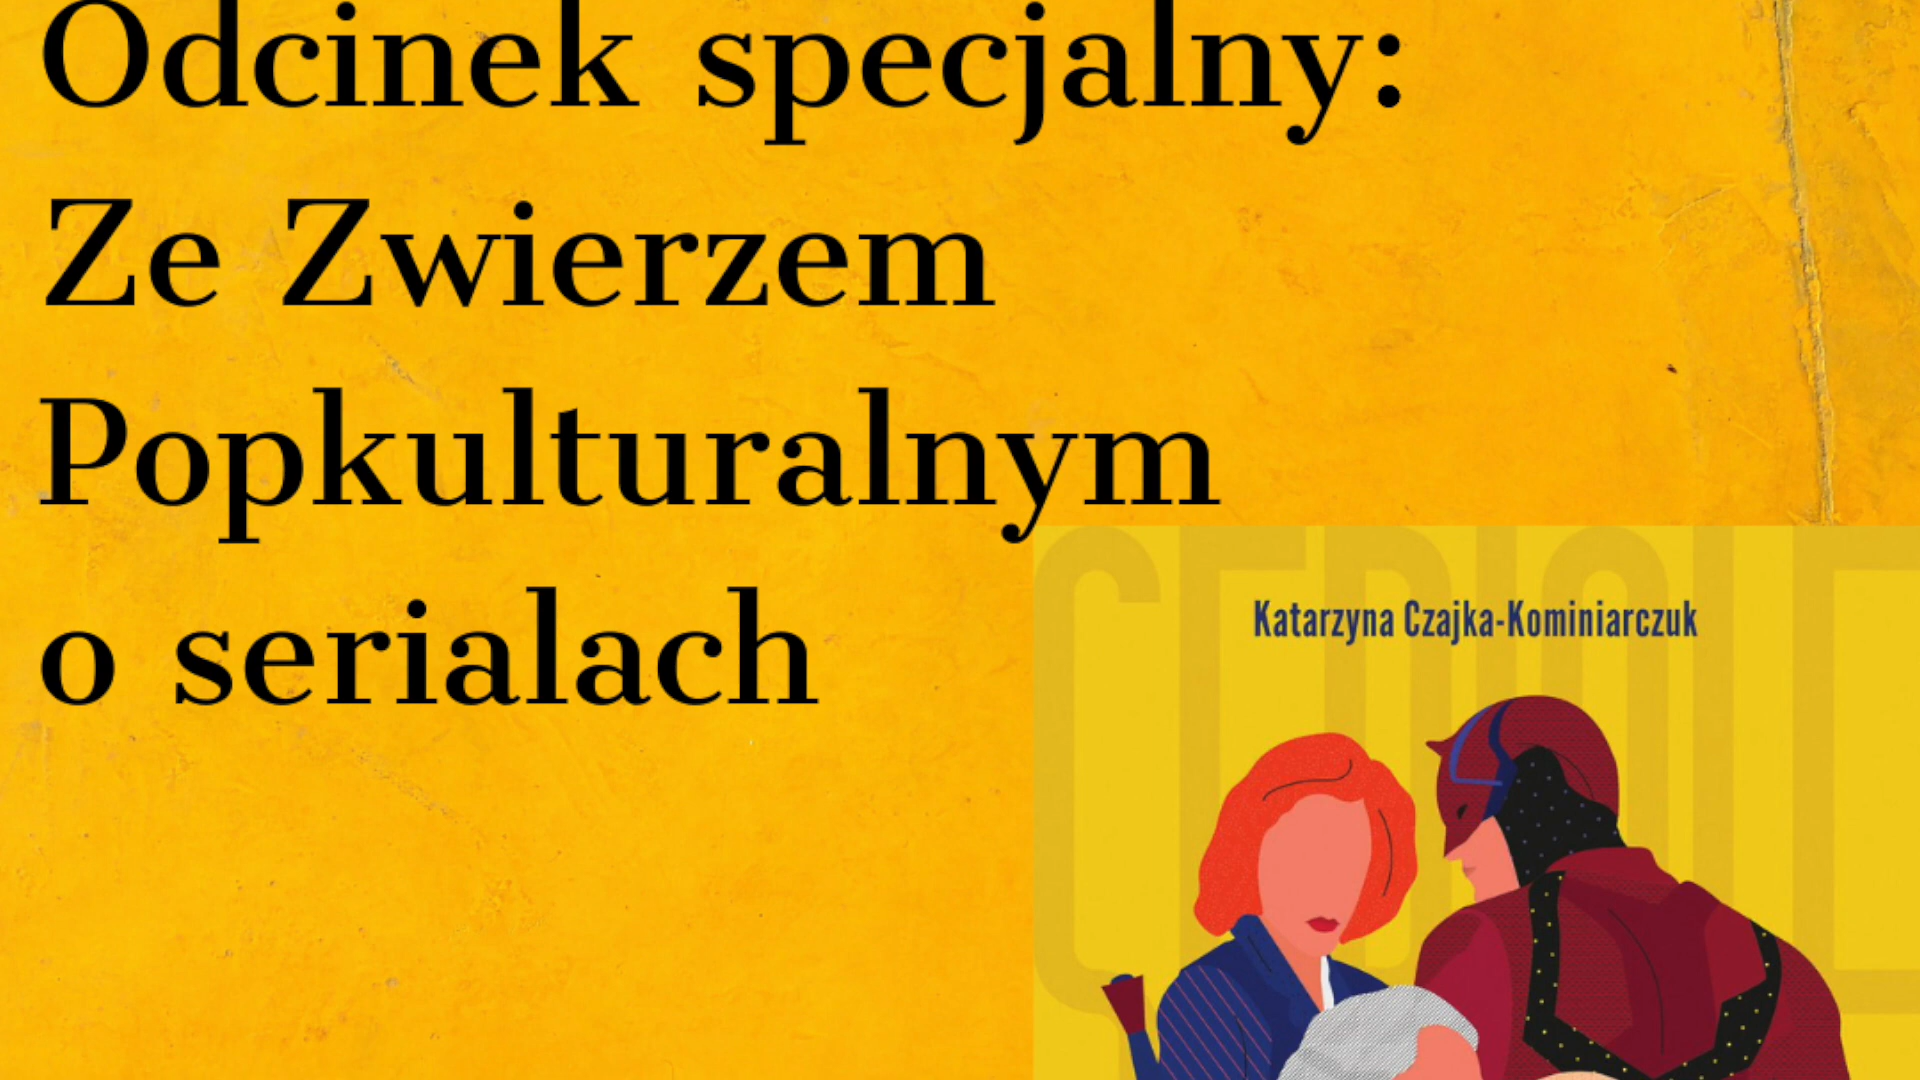 Odcinek specjalny:
Ze Zwierzem
Popkulturalnym
o serialach
Katarzyna Czajka-Kominiarczuk